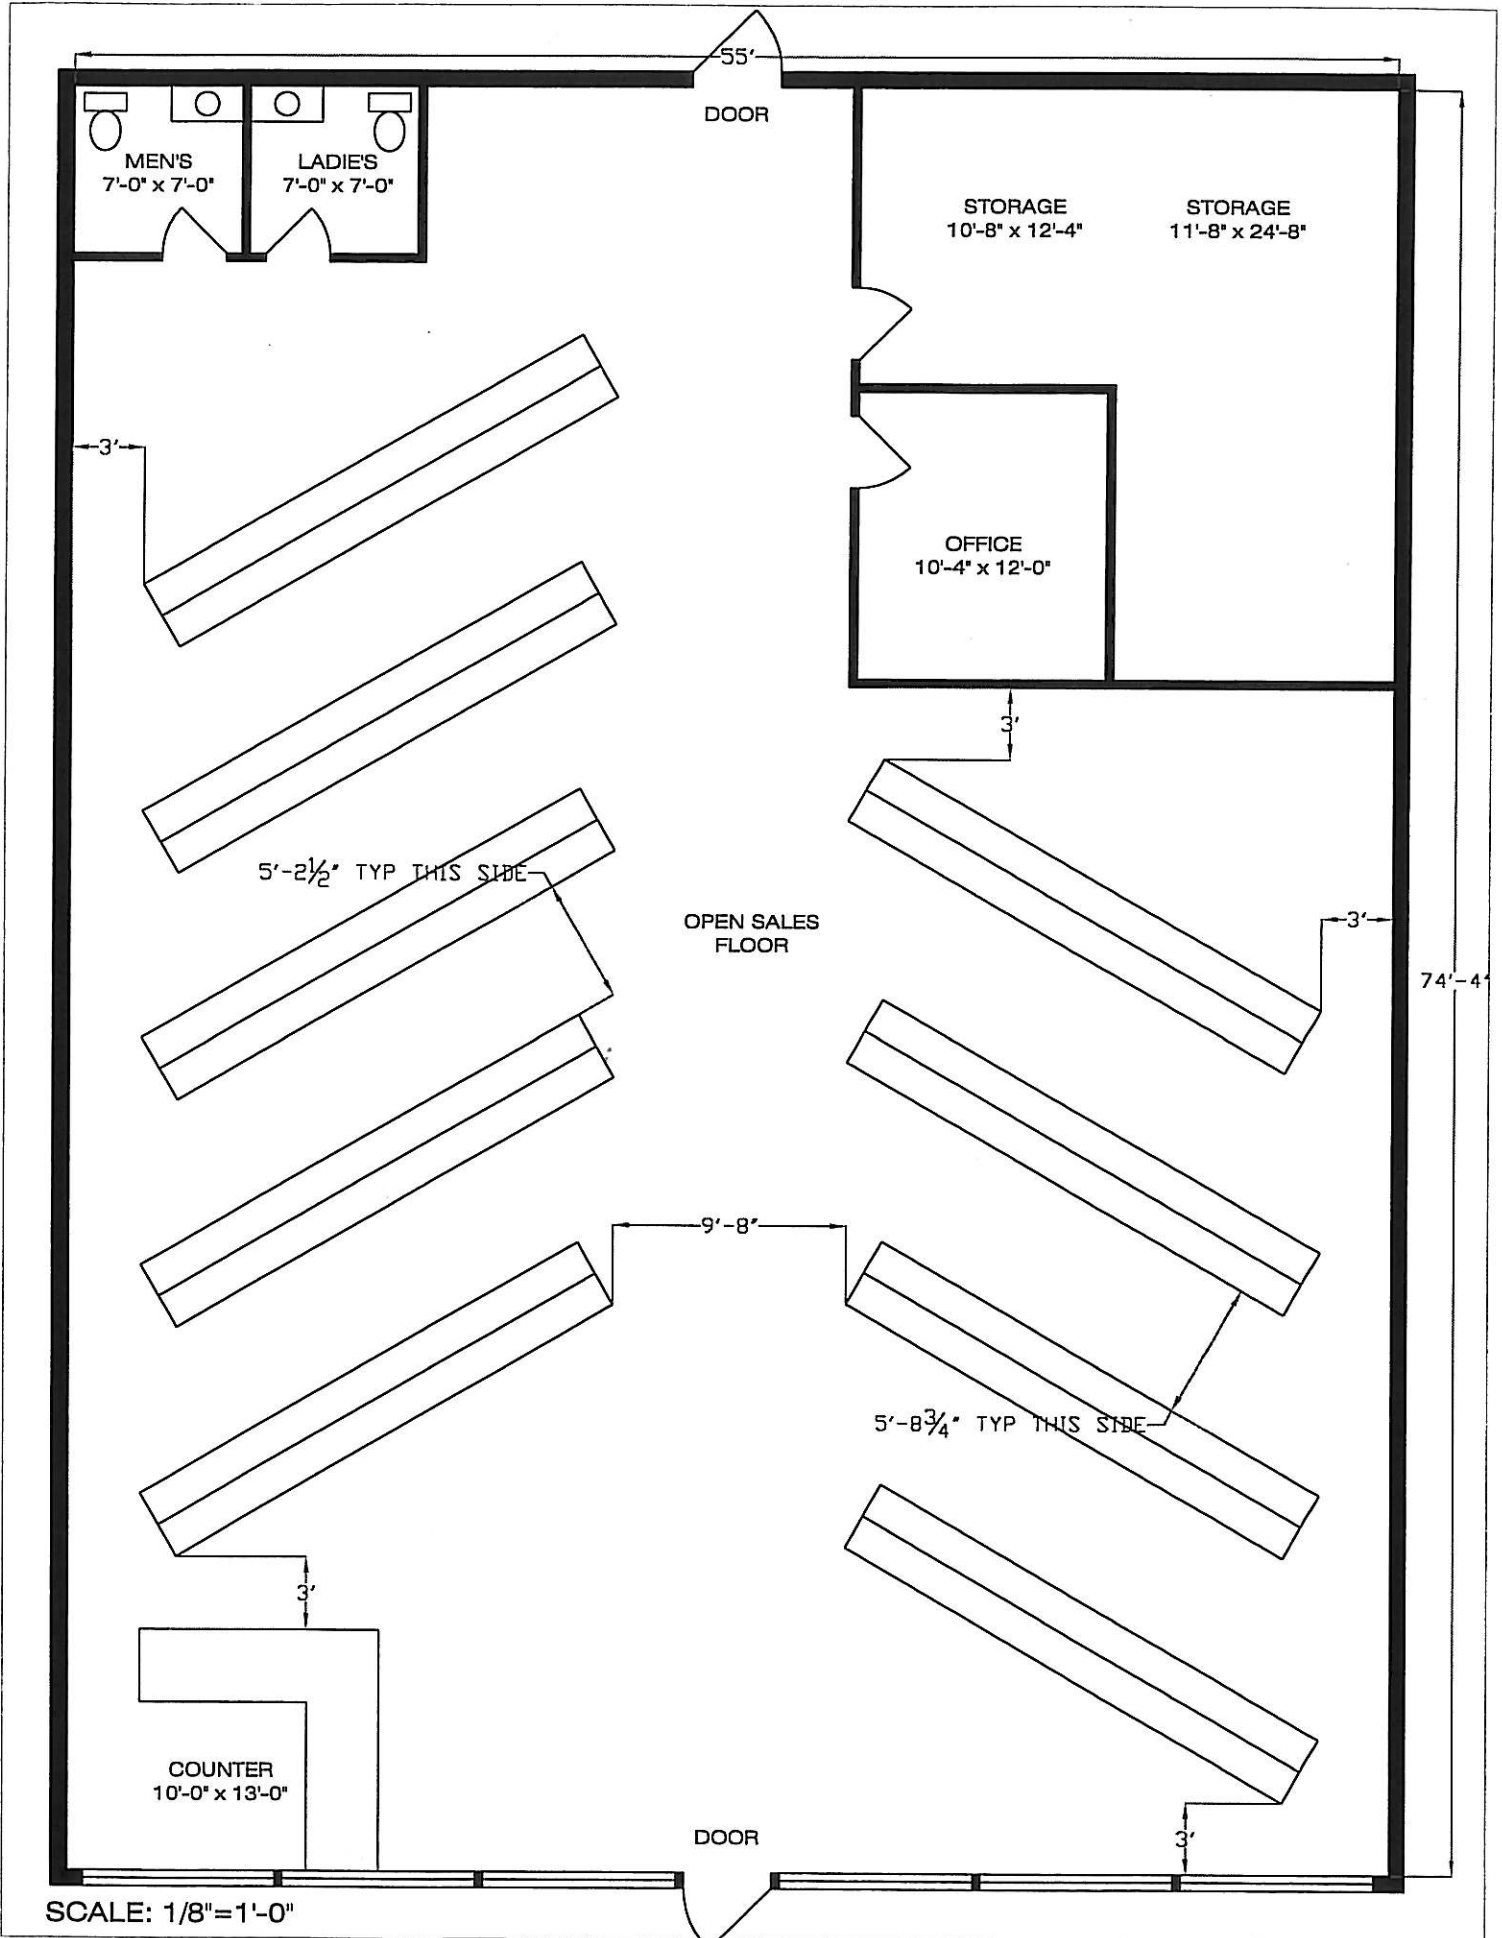 55'
DOOR
MEN'S
7'-0" x 7'-0"
LADIE'S
7'-0" x 7'-0"
STORAGE
10'-8" x 12'-4"
STORAGE
11'-8" x 24'-8"
3'
OFFICE
10'-4" x 12'-0"
3'
5'-2½" TYP THIS SIDE
OPEN SALES
FLOOR
3'
74'-4"
9'-8"
5'-8¾" TYP THIS SIDE
3'
COUNTER
10'-0" x 13'-0"
DOOR
3'
SCALE: 1/8"=1'-0"